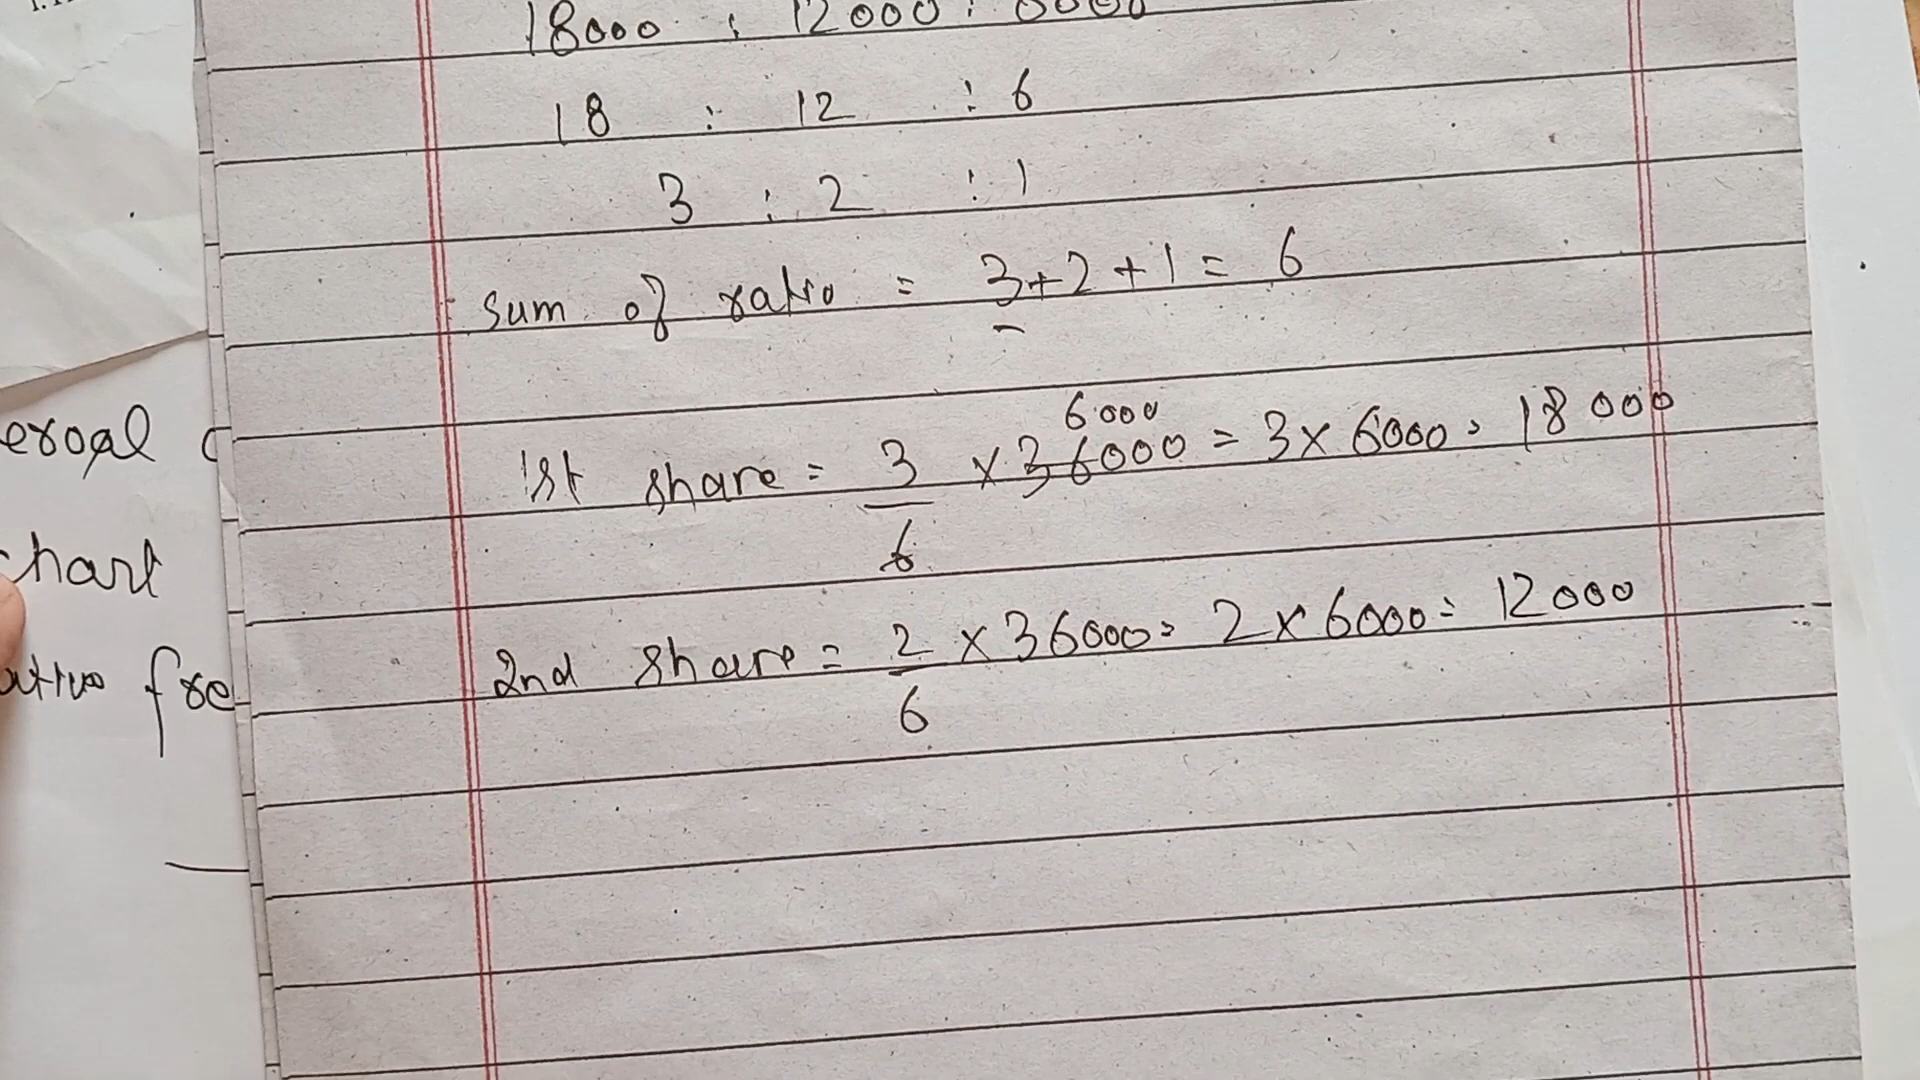 18000 : 12000 :
18 : 12 : 6
3 : 2 : 1
Sum of ratio = 3+2+1 = 6
6000
1st share = 3/6 × 36000 = 3 × 6000 = 18000
2nd share = 2/6 × 36000 = 2 × 6000 = 12000
chart